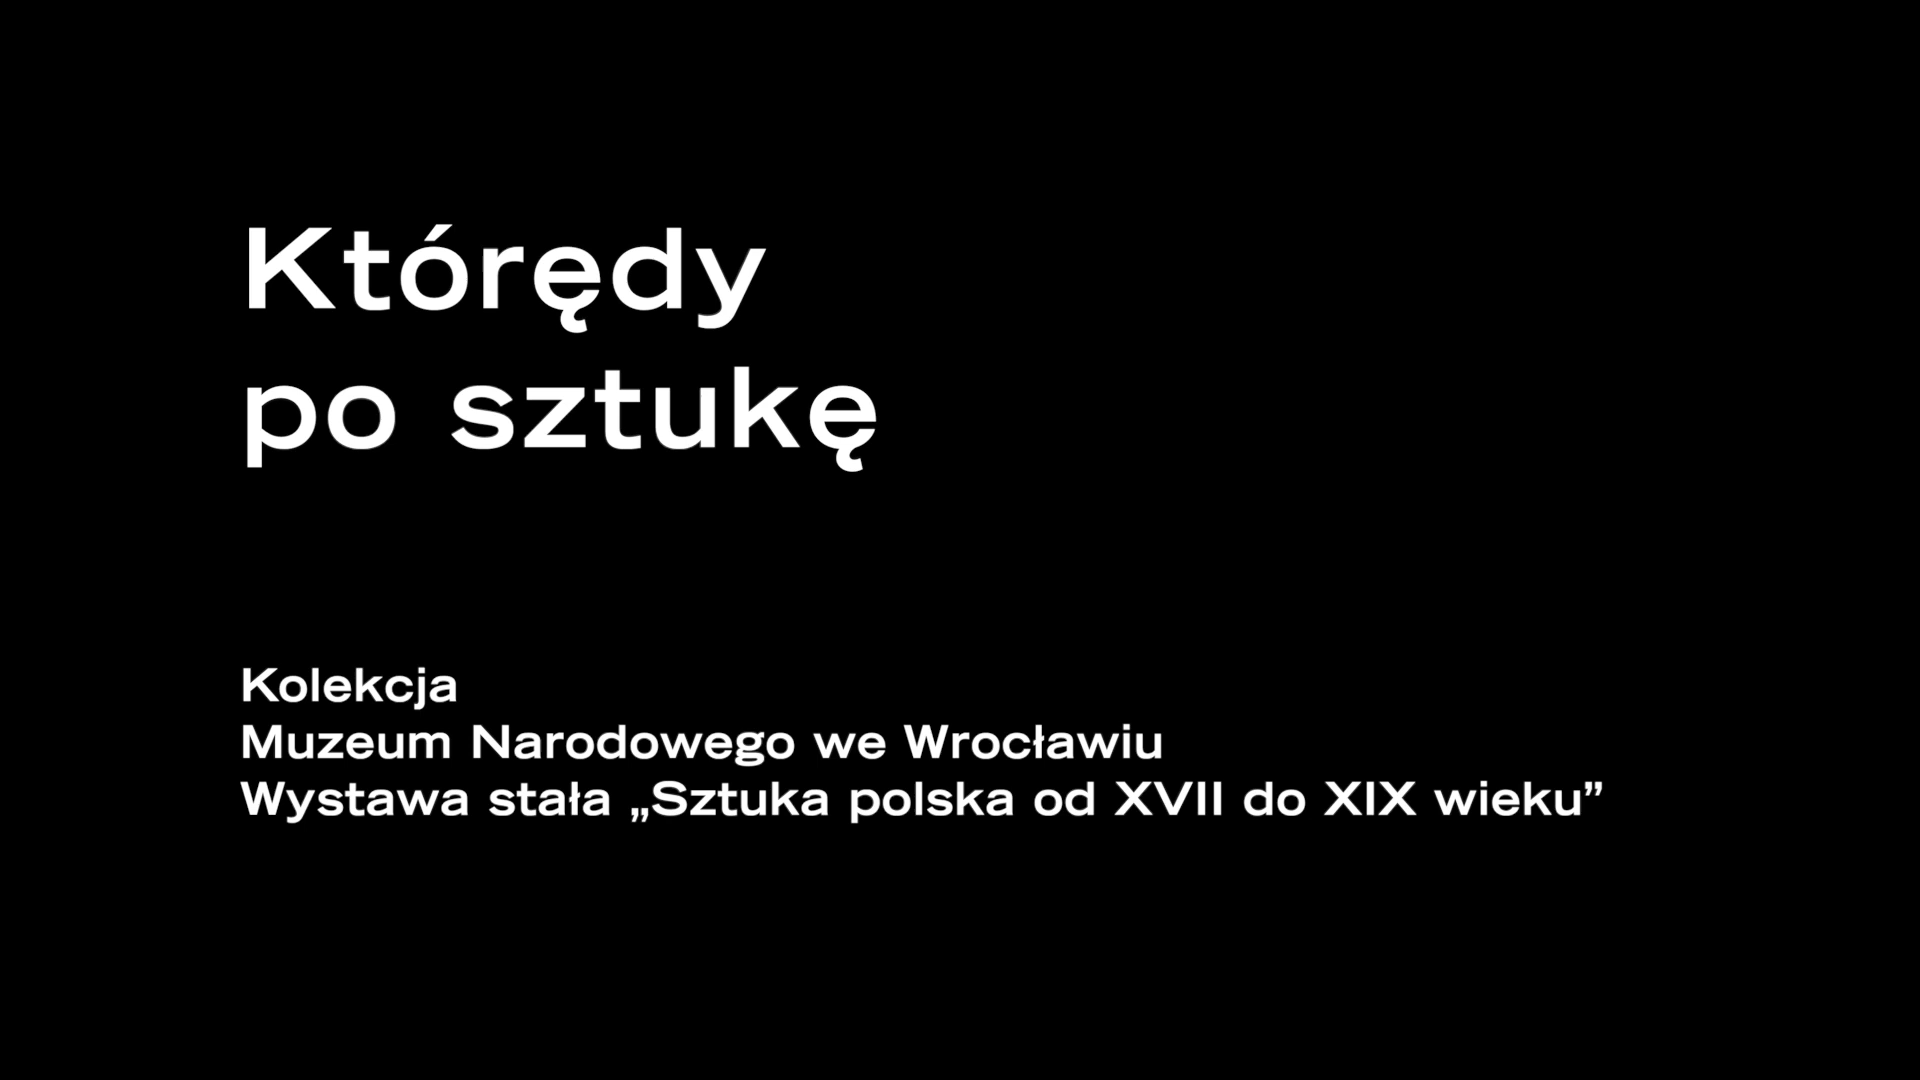 Którędy
po sztukę
Kolekcja
Muzeum Narodowego we Wrocławiu
Wystawa stała „Sztuka polska od XVII do XIX wieku”